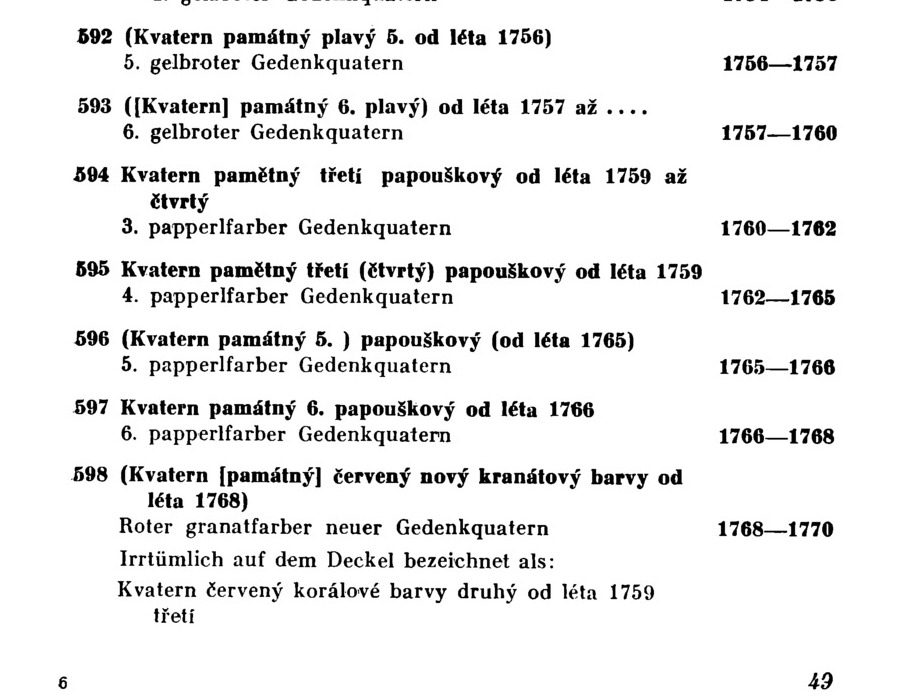 592 (Kvatern památný plavý 5. od léta 1756)
5. gelbroter Gedenkquatern 1756—1757
593 ([Kvatern] památný 6. plavý) od léta 1757 až ....
6. gelbroter Gedenkquatern 1757—1760
594 Kvatern pamětný třetí papouškový od léta 1759 až
čtvrtý
3. papperlfarber Gedenkquatern 1760—1762
595 Kvatern pamětný třetí (čtvrtý) papouškový od léta 1759
4. papperlfarber Gedenkquatern 1762—1765
596 (Kvatern památný 5. ) papouškový (od léta 1765)
5. papperlfarber Gedenkquatern 1765—1766
597 Kvatern památný 6. papouškový od léta 1766
6. papperlfarber Gedenkquatern 1766—1768
598 (Kvatern [památný] červený nový kranátový barvy od
léta 1768)
Roter granatfarber neuer Gedenkquatern 1768—1770
Irrtümlich auf dem Deckel bezeichnet als:
Kvatern červený korálové barvy druhý od léta 1759
třetí
6 49